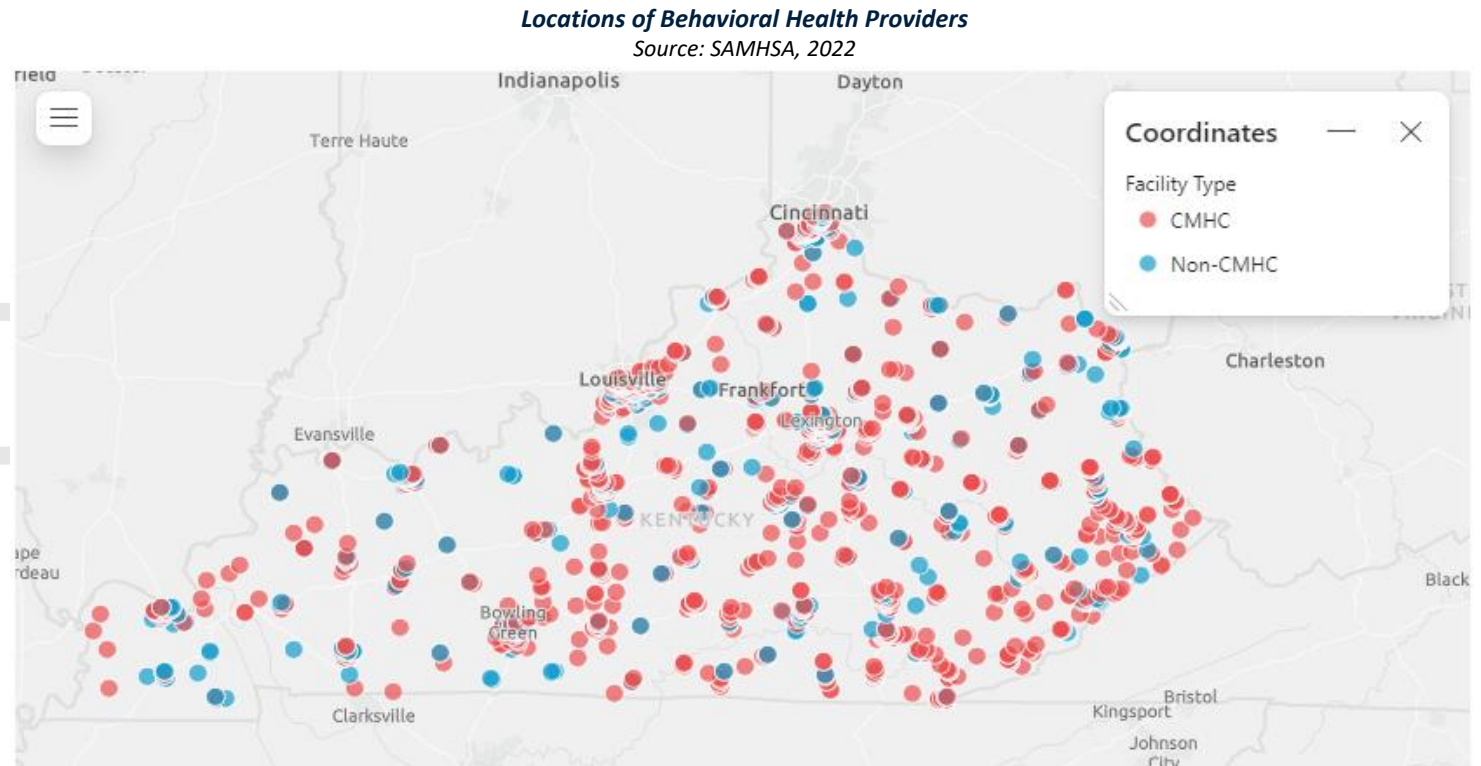 Locations of Behavioral Health Providers
Source: SAMHSA, 2022
Indianapolis
Dayton
Terre Haute
Coordinates
Facility Type
CMHC
Non-CMHC
Cincinnati
Charleston
Louisville
Frankfort
Lexington
Evansville
KENTUCKY
rdeau
Black
Bowling
Green
Clarksville
Bristol
Kingsport
Johnson
City